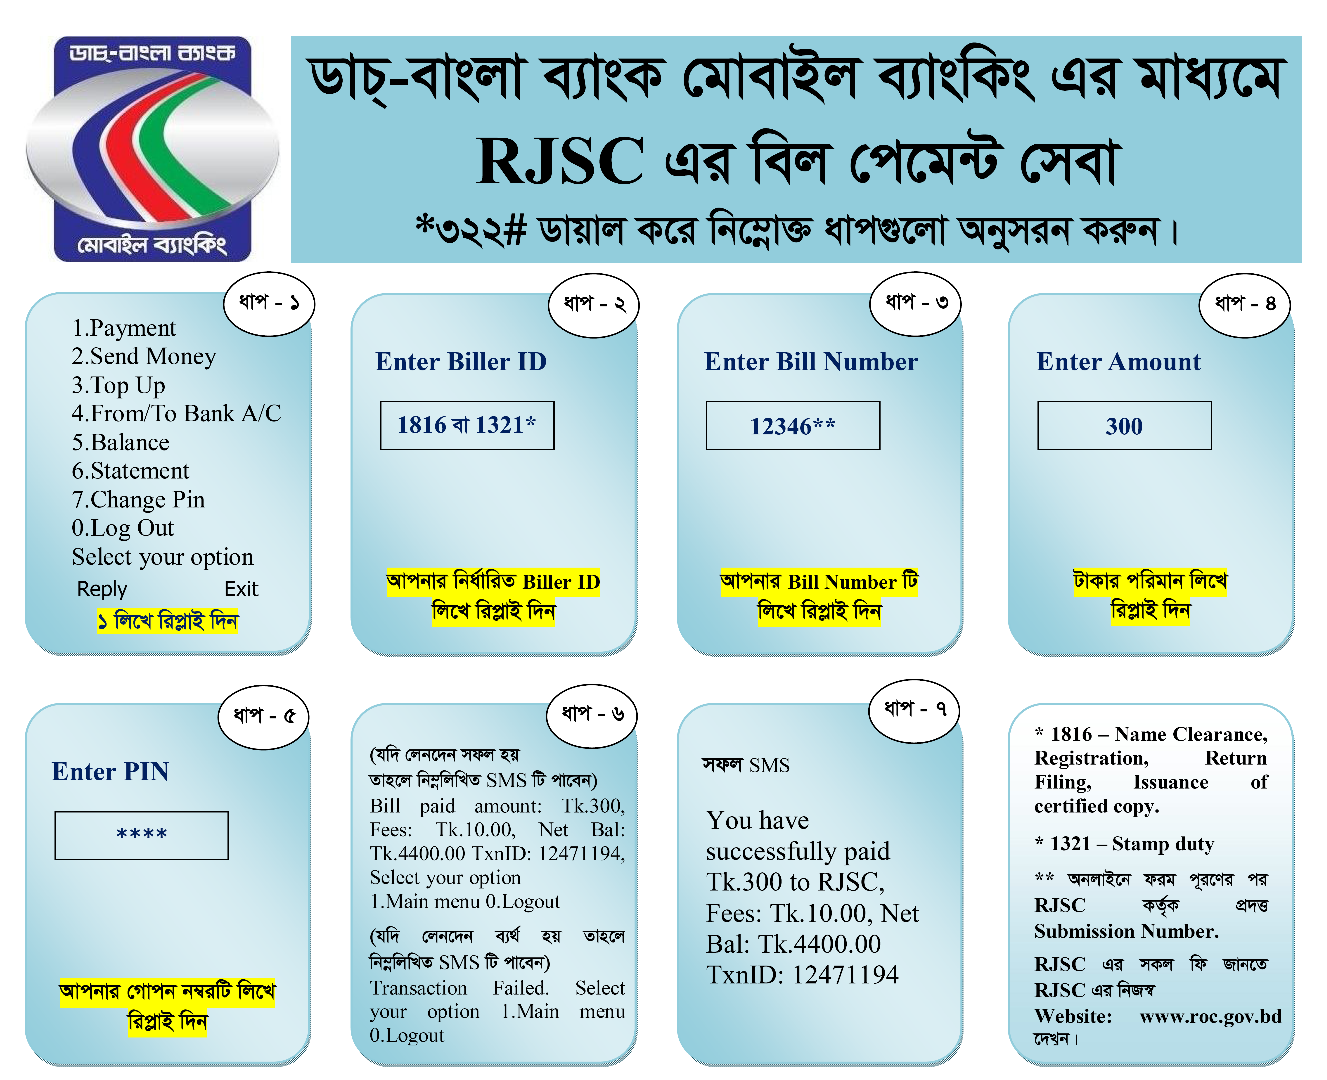 ডাচ্-বাংলা ব্যাংক
মোবাইল ব্যাংকিং
ডাচ্-বাংলা ব্যাংক মোবাইল ব্যাংকিং এর মাধ্যমে
RJSC এর বিল পেমেন্ট সেবা
*৩২২# ডায়াল করে নিম্নোক্ত ধাপগুলো অনুসরন করুন।
ধাপ - ১
1.Payment
2.Send Money
3.Top Up
4.From/To Bank A/C
5.Balance
6.Statement
7.Change Pin
0.Log Out
Select your option
Reply Exit
১ লিখে রিপ্লাই দিন
ধাপ - ২
Enter Biller ID
1816 বা 1321*
আপনার নির্ধারিত Biller ID
লিখে রিপ্লাই দিন
ধাপ - ৩
Enter Bill Number
12346**
আপনার Bill Number টি
লিখে রিপ্লাই দিন
ধাপ - ৪
Enter Amount
300
টাকার পরিমান লিখে
রিপ্লাই দিন
ধাপ - ৫
Enter PIN
****
আপনার গোপন নম্বরটি লিখে
রিপ্লাই দিন
ধাপ - ৬
(যদি লেনদেন সফল হয়
তাহলে নিম্নলিখিত SMS টি পাবেন)
Bill paid amount: Tk.300,
Fees: Tk.10.00, Net Bal:
Tk.4400.00 TxnID: 12471194,
Select your option
1.Main menu 0.Logout
(যদি লেনদেন ব্যর্থ হয় তাহলে
নিম্নলিখিত SMS টি পাবেন)
Transaction Failed. Select
your option 1.Main menu
0.Logout
ধাপ - ৭
সফল SMS
You have
successfully paid
Tk.300 to RJSC,
Fees: Tk.10.00, Net
Bal: Tk.4400.00
TxnID: 12471194
* 1816 – Name Clearance,
Registration, Return
Filing, Issuance of
certified copy.
* 1321 – Stamp duty
** অনলাইনে ফরম পূরণের পর
RJSC কর্তৃক প্রদত্ত
Submission Number.
RJSC এর সকল ফি জানতে
RJSC এর নিজস্ব
Website: www.roc.gov.bd
দেখুন।